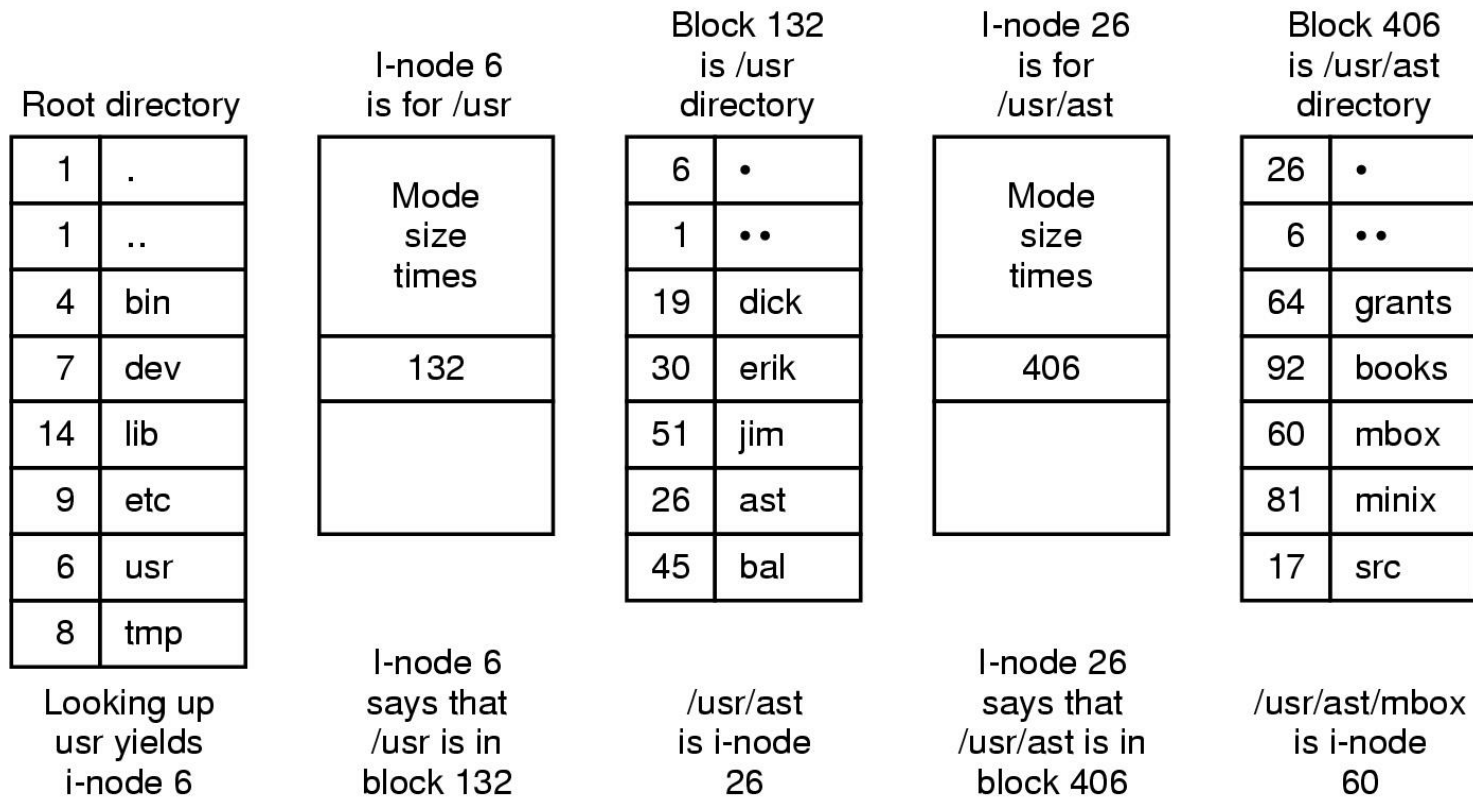 Root directory
1 .
1 ..
4 bin
7 dev
14 lib
9 etc
6 usr
8 tmp
Looking up
usr yields
i-node 6
I-node 6
is for /usr
Mode
size
times
132
I-node 6
says that
/usr is in
block 132
Block 132
is /usr
directory
6 •
1 ••
19 dick
30 erik
51 jim
26 ast
45 bal
/usr/ast
is i-node
26
I-node 26
is for
/usr/ast
Mode
size
times
406
I-node 26
says that
/usr/ast is in
block 406
Block 406
is /usr/ast
directory
26 •
6 ••
64 grants
92 books
60 mbox
81 minix
17 src
/usr/ast/mbox
is i-node
60